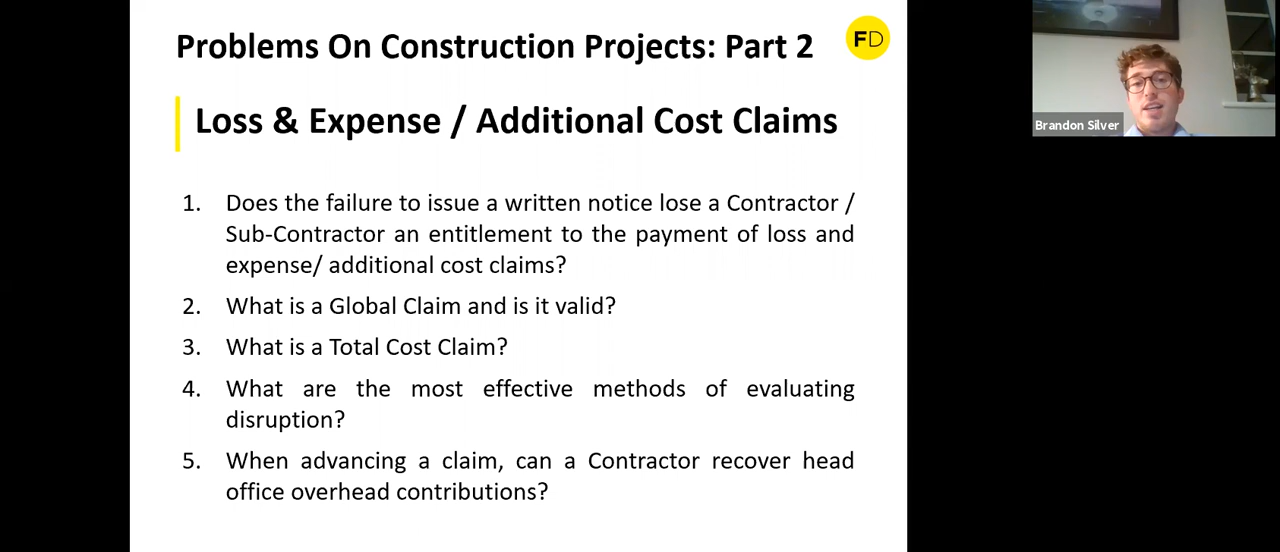 Problems On Construction Projects: Part 2
FD
Loss & Expense / Additional Cost Claims
1. Does the failure to issue a written notice lose a Contractor /
Sub-Contractor an entitlement to the payment of loss and
expense/ additional cost claims?
2. What is a Global Claim and is it valid?
3. What is a Total Cost Claim?
4. What are the most effective methods of evaluating
disruption?
5. When advancing a claim, can a Contractor recover head
office overhead contributions?
Brandon Silver